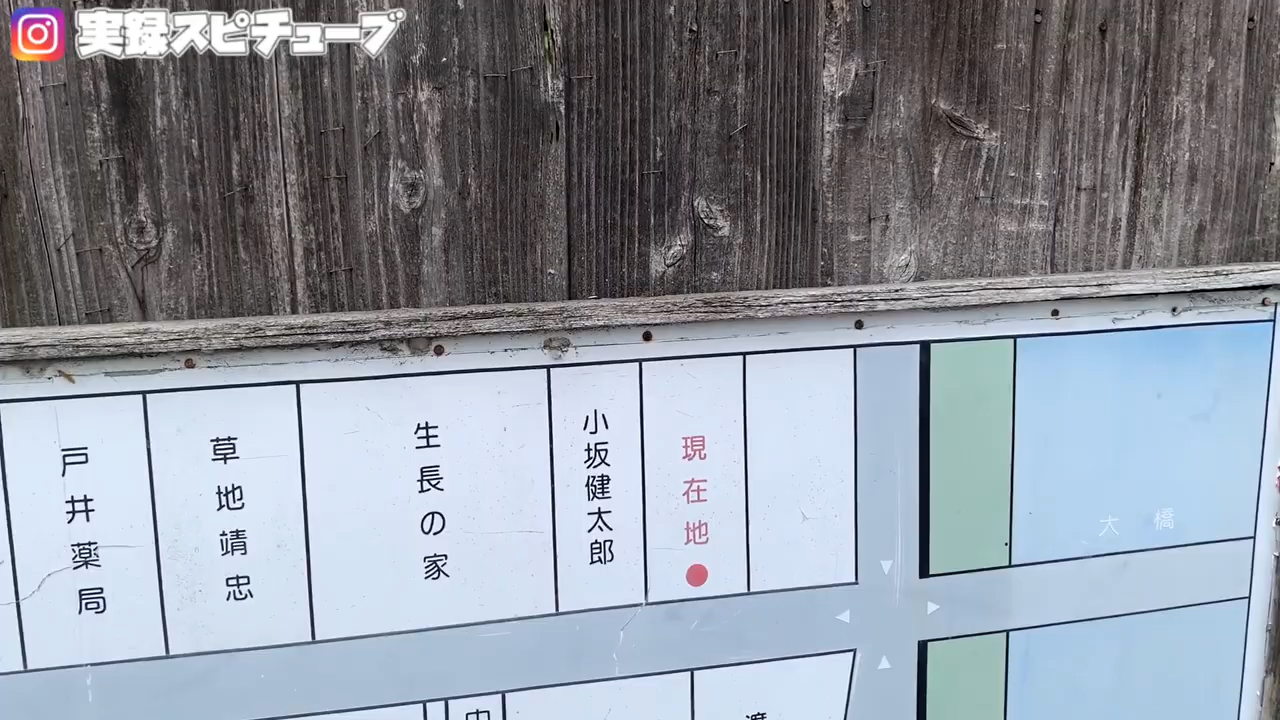 実録スピチューブ
戸井薬局
草地靖忠
生長の家
小坂健太郎
現在地
大橋